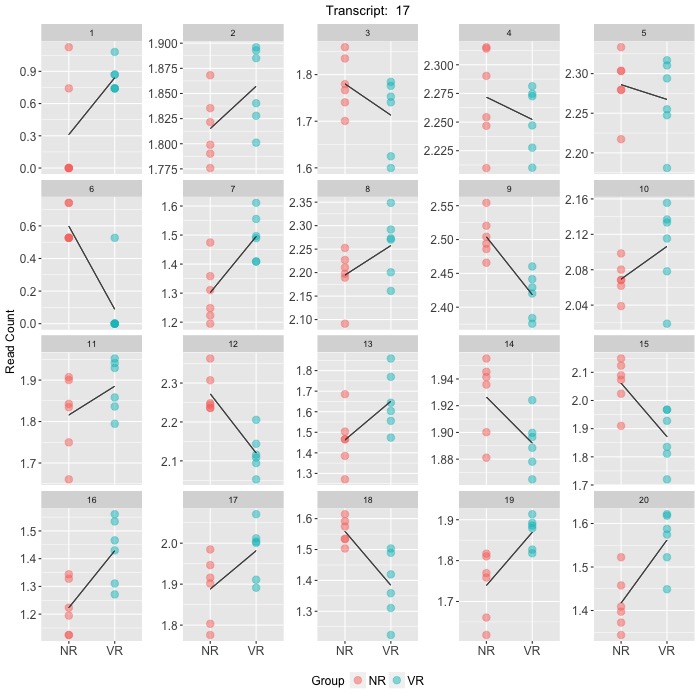 Transcript: 17
1 2 3 4 5
0.9 0.6 0.3 0.0
1.900 1.875 1.850 1.825 1.800 1.775
1.8 1.7 1.6
2.300 2.275 2.250 2.225
2.30 2.25 2.20
6 7 8 9 10
0.6 0.4 0.2 0.0
1.6 1.5 1.4 1.3 1.2
2.35 2.30 2.25 2.20 2.15 2.10
2.55 2.50 2.45 2.40
2.16 2.12 2.08 2.04
Read Count
11 12 13 14 15
1.9 1.8 1.7
2.3 2.2 2.1
1.8 1.7 1.6 1.5 1.4 1.3
1.94 1.92 1.90 1.88
2.1 2.0 1.9 1.8 1.7
16 17 18 19 20
1.5 1.4 1.3 1.2
2.0 1.9 1.8
1.6 1.5 1.4 1.3
1.9 1.8 1.7
1.6 1.5 1.4
NR VR NR VR NR VR NR VR NR VR
Group NR VR